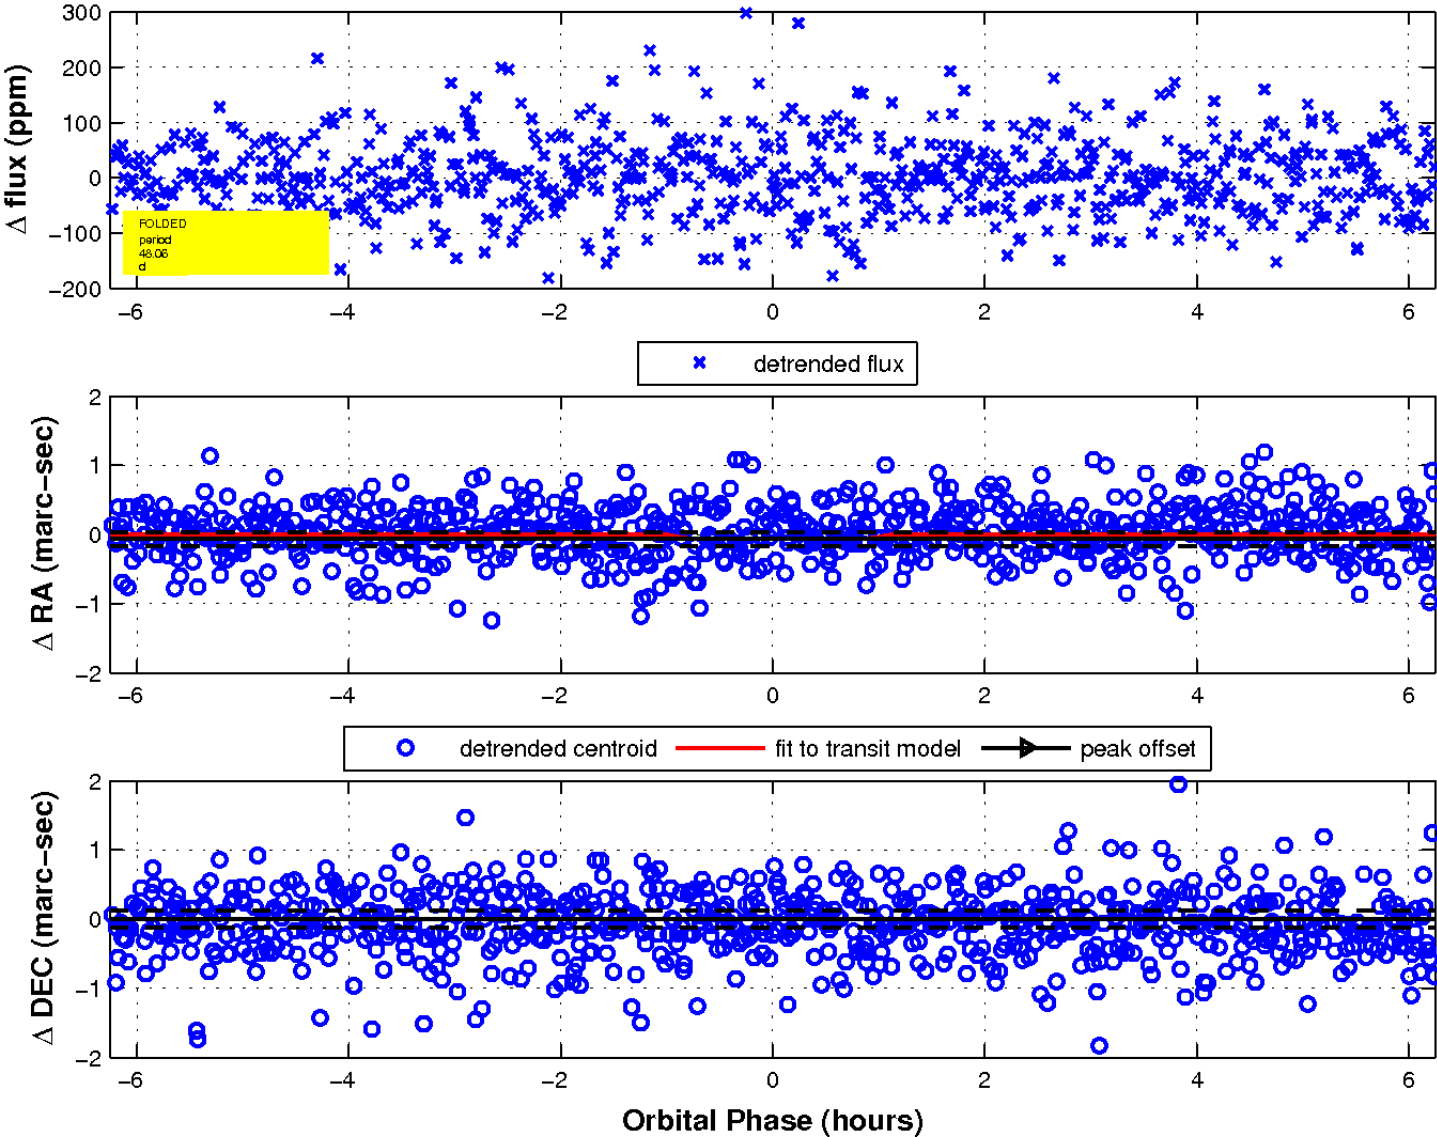 300
200
100
0
−100
−200
Δ flux (ppm)
FOLDED
period
46.06
d
−6 −4 −2 0 2 4 6
detrended flux
2
1
0
−1
−2
Δ RA (marc−sec)
−6 −4 −2 0 2 4 6
detrended centroid fit to transit model peak offset
2
1
0
−1
−2
Δ DEC (marc−sec)
−6 −4 −2 0 2 4 6
Orbital Phase (hours)